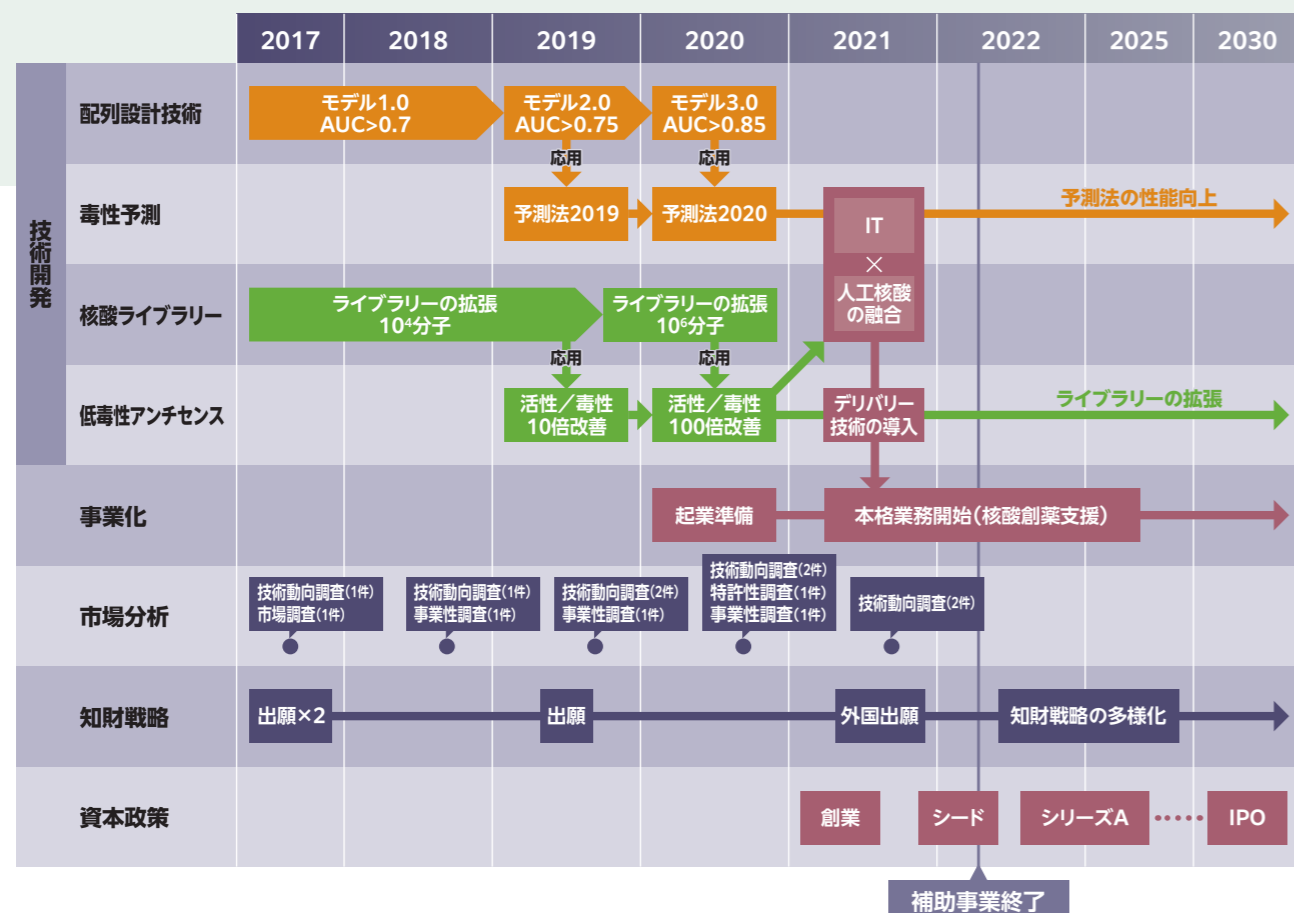 2017 2018 2019 2020 2021 2022 2025 2030
技術開発
配列設計技術
モデル1.0
AUC>0.7
モデル2.0
AUC>0.75
モデル3.0
AUC>0.85
応用
応用
毒性予測
予測法2019
予測法2020
IT
×
人工核酸
の融合
予測法の性能向上
核酸ライブラリー
ライブラリーの拡張
10⁴分子
ライブラリーの拡張
10⁶分子
応用
応用
低毒性アンチセンス
活性／毒性
10倍改善
活性／毒性
100倍改善
デリバリー
技術の導入
ライブラリーの拡張
事業化
起業準備
本格業務開始（核酸創薬支援）
市場分析
技術動向調査(1件)
市場調査(1件)
技術動向調査(1件)
事業性調査(1件)
技術動向調査(2件)
事業性調査(1件)
技術動向調査(2件)
特許性調査(1件)
事業性調査(1件)
技術動向調査(2件)
知財戦略
出願×2
出願
外国出願
知財戦略の多様化
資本政策
創業
シード
シリーズA
IPO
補助事業終了